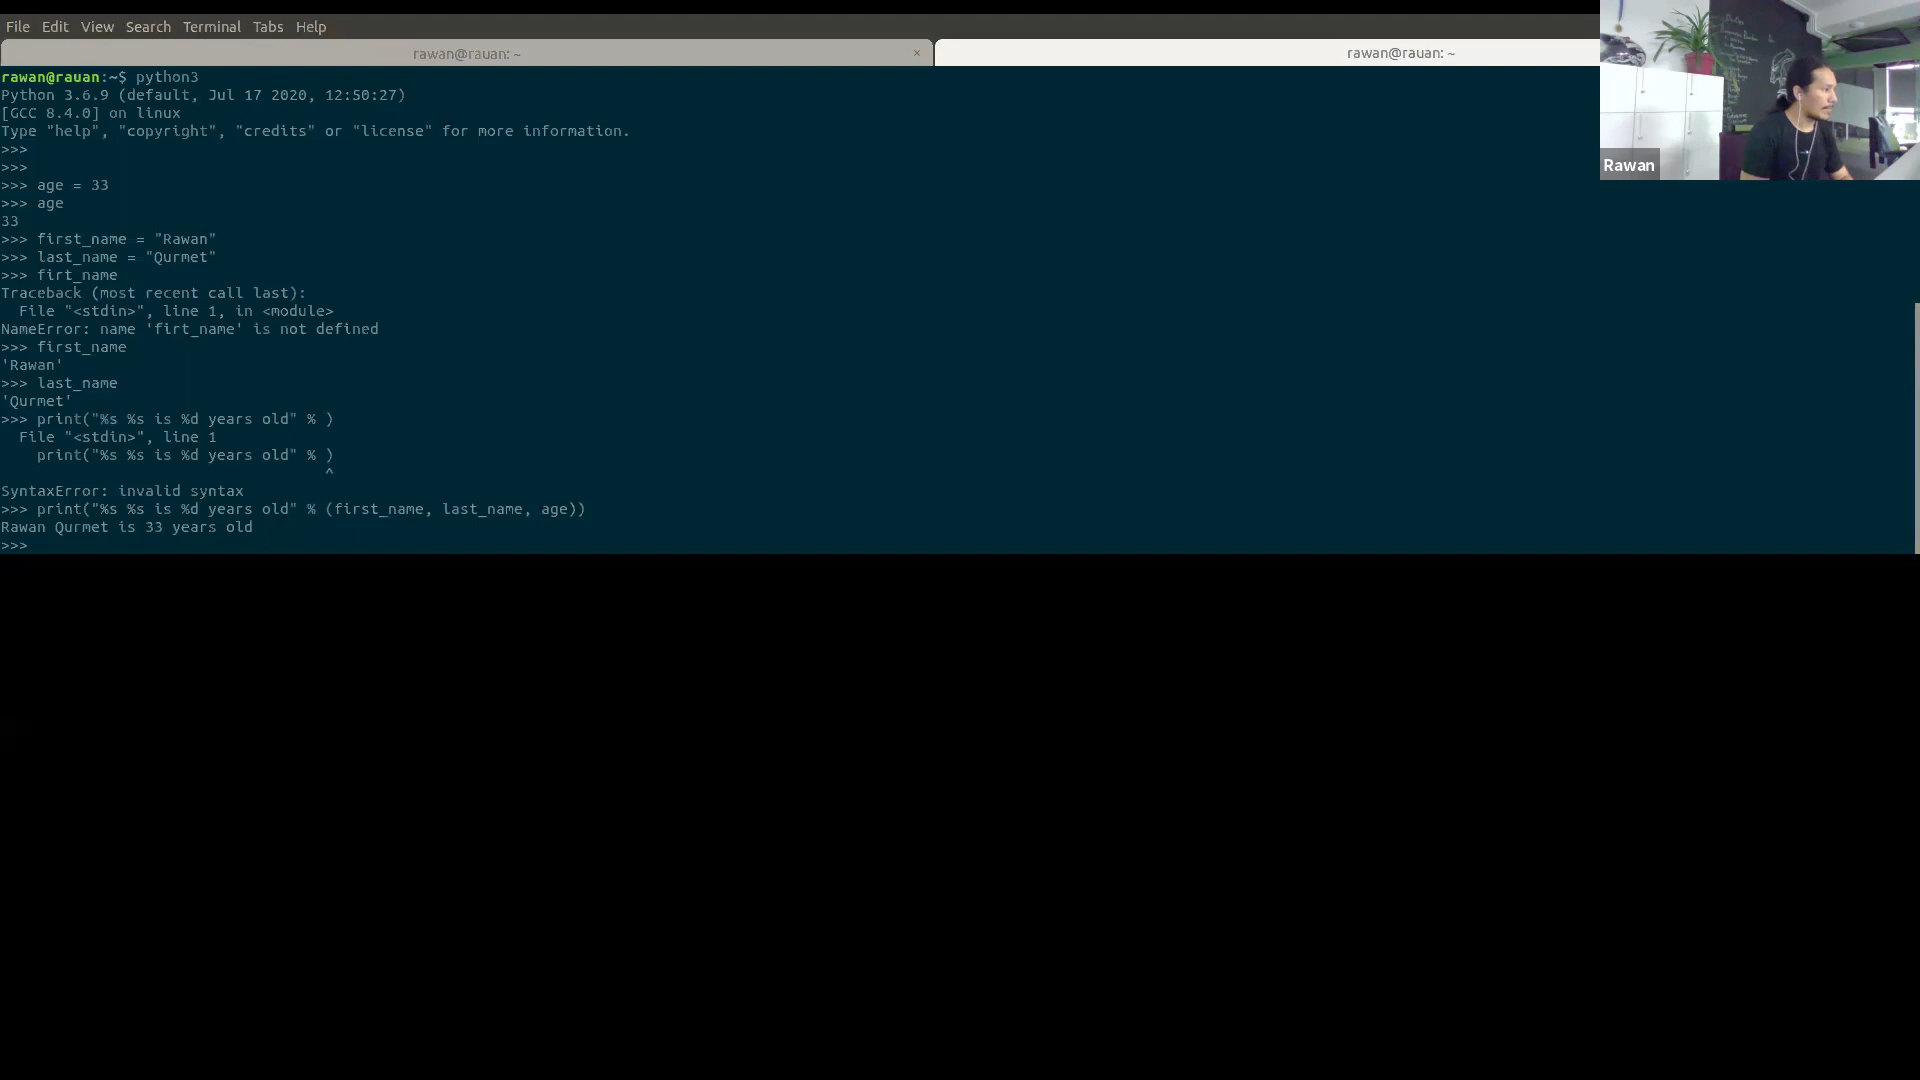 File Edit View Search Terminal Tabs Help
rawan@rauan: ~ ×
rawan@rauan: ~
rawan@rauan:~$ python3
Python 3.6.9 (default, Jul 17 2020, 12:50:27)
[GCC 8.4.0] on linux
Type "help", "copyright", "credits" or "license" for more information.
>>>
>>>
>>> age = 33
>>> age
33
>>> first_name = "Rawan"
>>> last_name = "Qurmet"
>>> firt_name
Traceback (most recent call last):
  File "<stdin>", line 1, in <module>
NameError: name 'firt_name' is not defined
>>> first_name
'Rawan'
>>> last_name
'Qurmet'
>>> print("%s %s is %d years old" % )
  File "<stdin>", line 1
    print("%s %s is %d years old" % )
                                    ^
SyntaxError: invalid syntax
>>> print("%s %s is %d years old" % (first_name, last_name, age))
Rawan Qurmet is 33 years old
>>>
Rawan